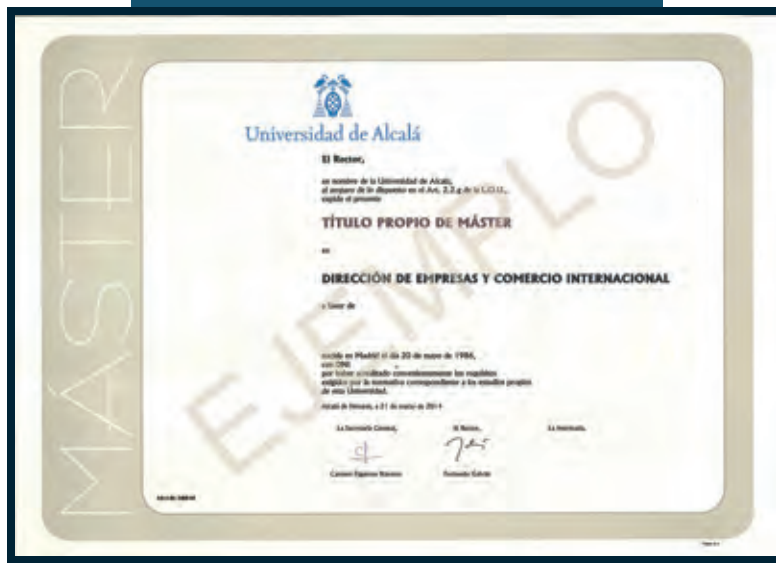 MÁSTER
Universidad de Alcalá
El Rector,
en nombre de la Universidad de Alcalá,
al amparo de lo dispuesto en el Art. 2.2.g de la L.O.U.,
expide el presente
TÍTULO PROPIO DE MÁSTER
en
DIRECCIÓN DE EMPRESAS Y COMERCIO INTERNACIONAL
a favor de
nacida en Madrid el día 20 de mayo de 1986,
con DNI
por haber acreditado convenientemente los requisitos
exigidos por la normativa correspondiente a los estudios propios
de esta Universidad.
Alcalá de Henares, a 21 de marzo de 2014
La Secretaria General, El Rector, La Interesada,
Fernando Galván
EJEMPLO